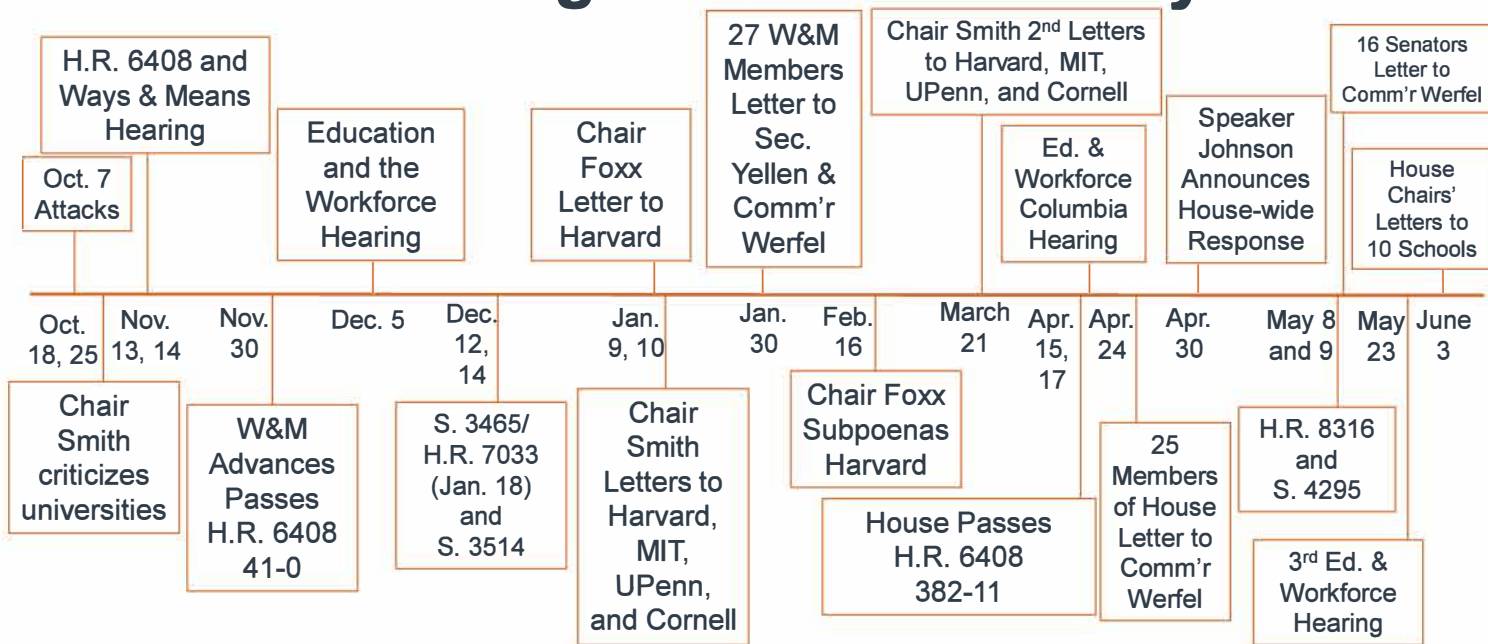 H.R. 6408 and
Ways & Means
Hearing
Oct. 7
Attacks
Education
and the
Workforce
Hearing
Chair
Foxx
Letter to
Harvard
27 W&M
Members
Letter to
Sec.
Yellen &
Comm'r
Werfel
Chair Smith 2nd Letters
to Harvard, MIT,
UPenn, and Cornell
Ed. &
Workforce
Columbia
Hearing
Speaker
Johnson
Announces
House-wide
Response
16 Senators
Letter to
Comm'r Werfel
House
Chairs'
Letters to
10 Schools
Oct.
18, 25
Nov.
13, 14
Nov.
30
Dec. 5
Dec.
12,
14
Jan.
9, 10
Jan.
30
Feb.
16
March
21
Apr.
15,
17
Apr.
24
Apr.
30
May 8
and 9
May
23
June
3
Chair
Smith
criticizes
universities
W&M
Advances
Passes
H.R. 6408
41-0
S. 3465/
H.R. 7033
(Jan. 18)
and
S. 3514
Chair
Smith
Letters to
Harvard,
MIT,
UPenn,
and Cornell
Chair Foxx
Subpoenas
Harvard
House Passes
H.R. 6408
382-11
25
Members
of House
Letter to
Comm'r
Werfel
H.R. 8316
and
S. 4295
3rd Ed. &
Workforce
Hearing